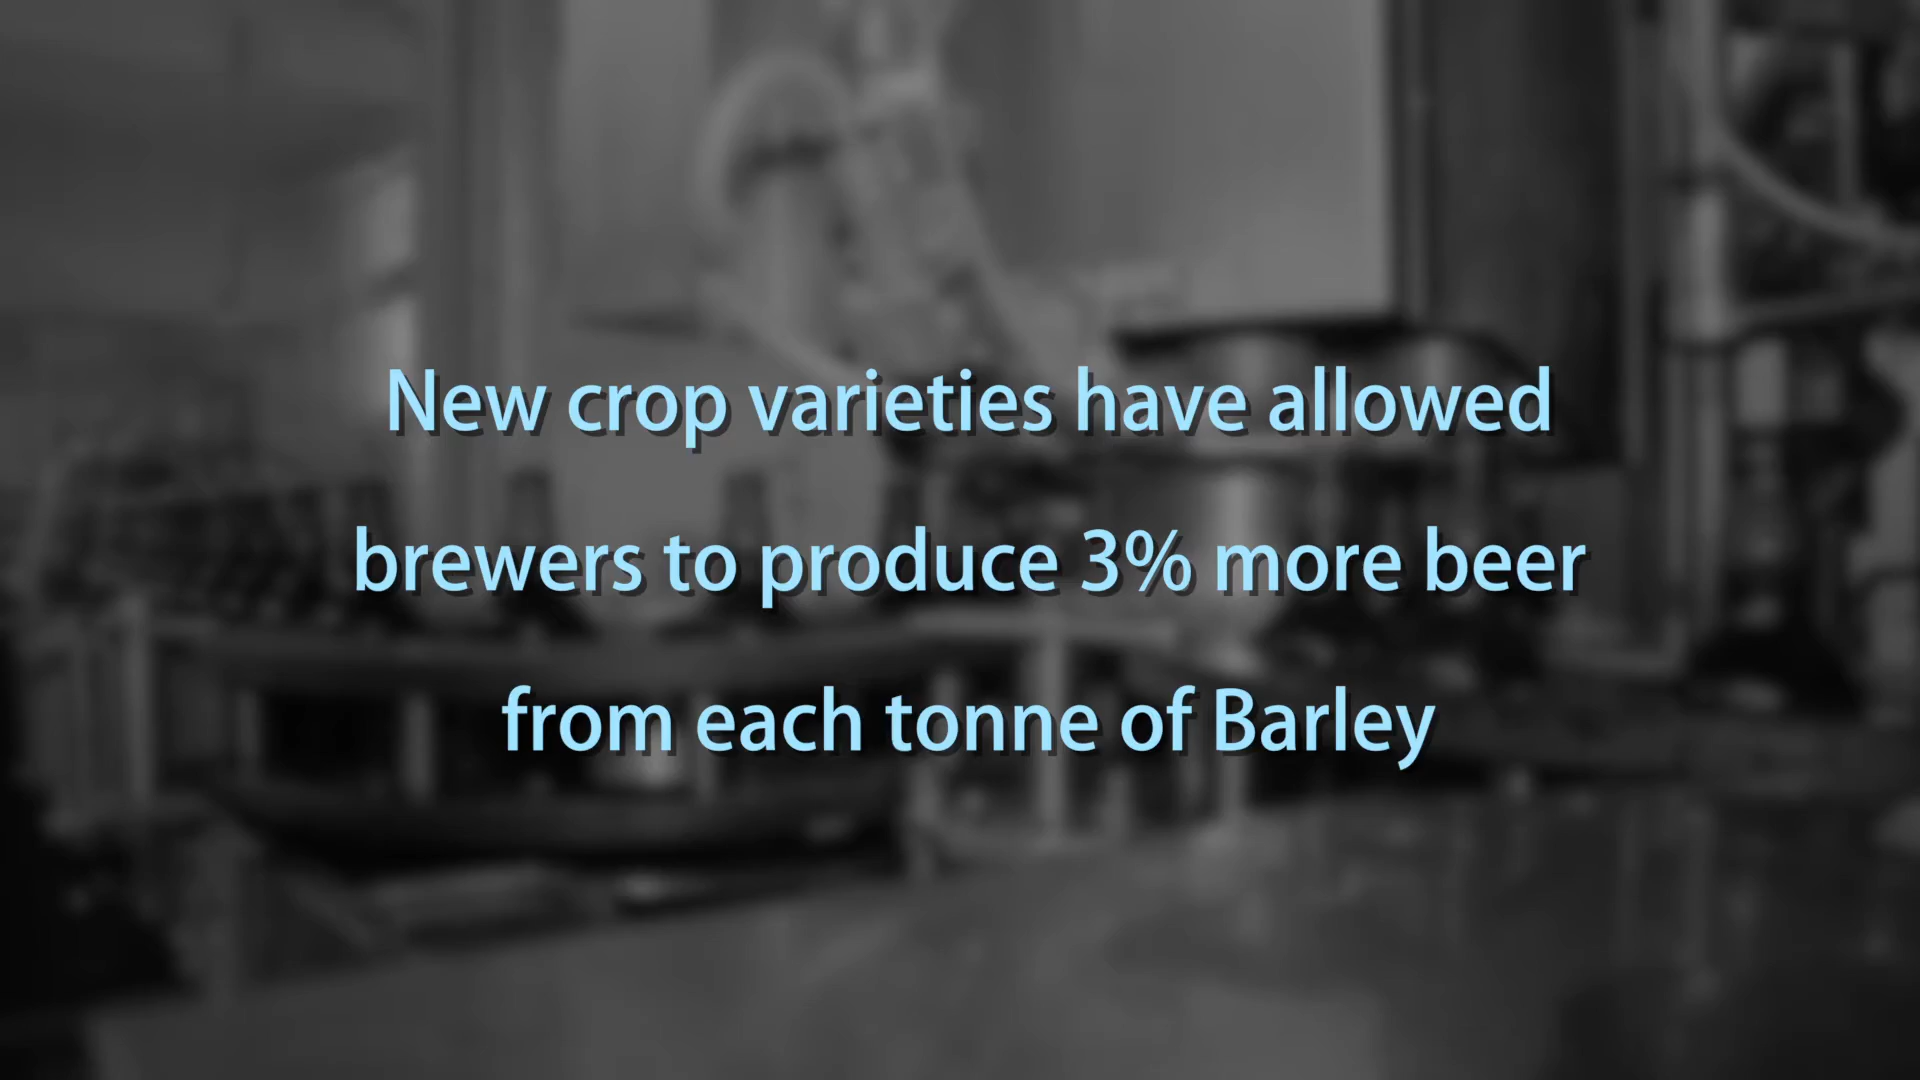 New crop varieties have allowed
brewers to produce 3% more beer
from each tonne of Barley